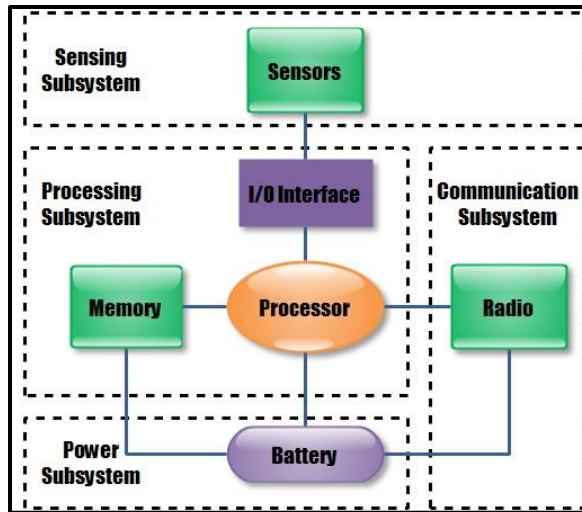 Sensing
Subsystem
Sensors
Processing
Subsystem
I/O Interface
Communication
Subsystem
Memory
Processor
Radio
Power
Subsystem
Battery